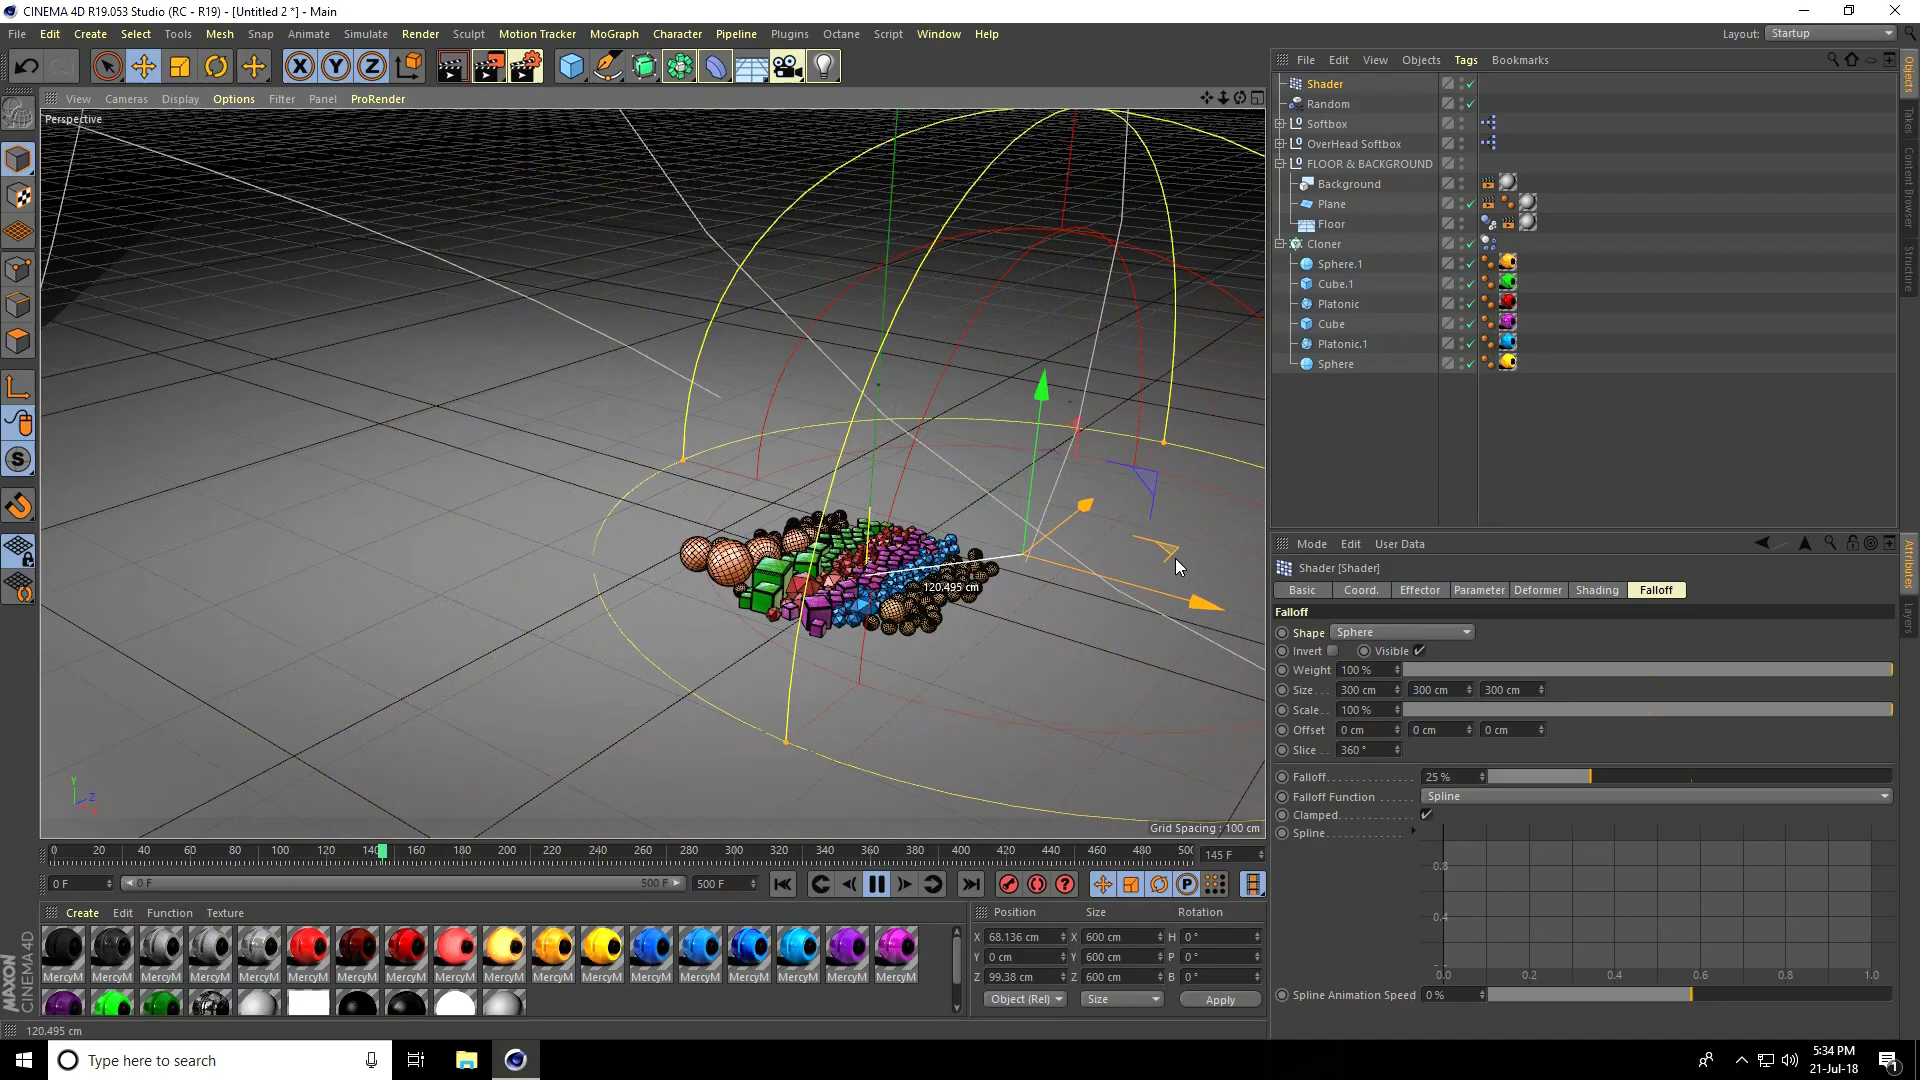 CINEMA 4D R19.053 Studio (RC - R19) - [Untitled 2 *] - Main
File Edit Create Select Tools Mesh Snap Animate Simulate Render Sculpt Motion Tracker MoGraph Character Pipeline Plugins Octane Script Window Help
Layout: Startup
File Edit View Objects Tags Bookmarks
View Cameras Display Options Filter Panel ProRender
Perspective
Shader
Random
Softbox
OverHead Softbox
FLOOR & BACKGROUND
Background
Plane
Floor
Cloner
Sphere.1
Cube.1
Platonic
Cube
Platonic.1
Sphere
Objects
Takes
Content Browser
Structure
120.495 cm
Y
Z
Grid Spacing : 100 cm
Mode Edit User Data
Shader [Shader]
Basic Coord. Effector Parameter Deformer Shading Falloff
Falloff
Shape Sphere
Invert Visible
Weight 100 %
Size... 300 cm 300 cm 300 cm
Scale.. 100 %
Offset 0 cm 0 cm 0 cm
Slice .. 360 °
Falloff................ 25 %
Falloff Function ...... Spline
Clamped..............
Spline................
0.8
0.4
0.0 0.2 0.4 0.6 0.8 1.0
Spline Animation Speed 0 %
Attributes
Layers
0 20 40 60 80 100 120 140 160 180 200 220 240 260 280 300 320 340 360 380 400 420 440 460 480 500
145 F
0 F 0 F 500 F 500 F
Create Edit Function Texture
MercyM MercyM MercyM MercyM MercyM MercyM MercyM MercyM MercyM MercyM MercyM MercyM MercyM MercyM MercyM MercyM MercyM MercyM
Position Size Rotation
X 68.136 cm X 600 cm H 0 °
Y 0 cm Y 600 cm P 0 °
Z 99.38 cm Z 600 cm B 0 °
Object (Rel) Size Apply
MAXON
CINEMA 4D
120.495 cm
Type here to search
5:34 PM
21-Jul-18
1